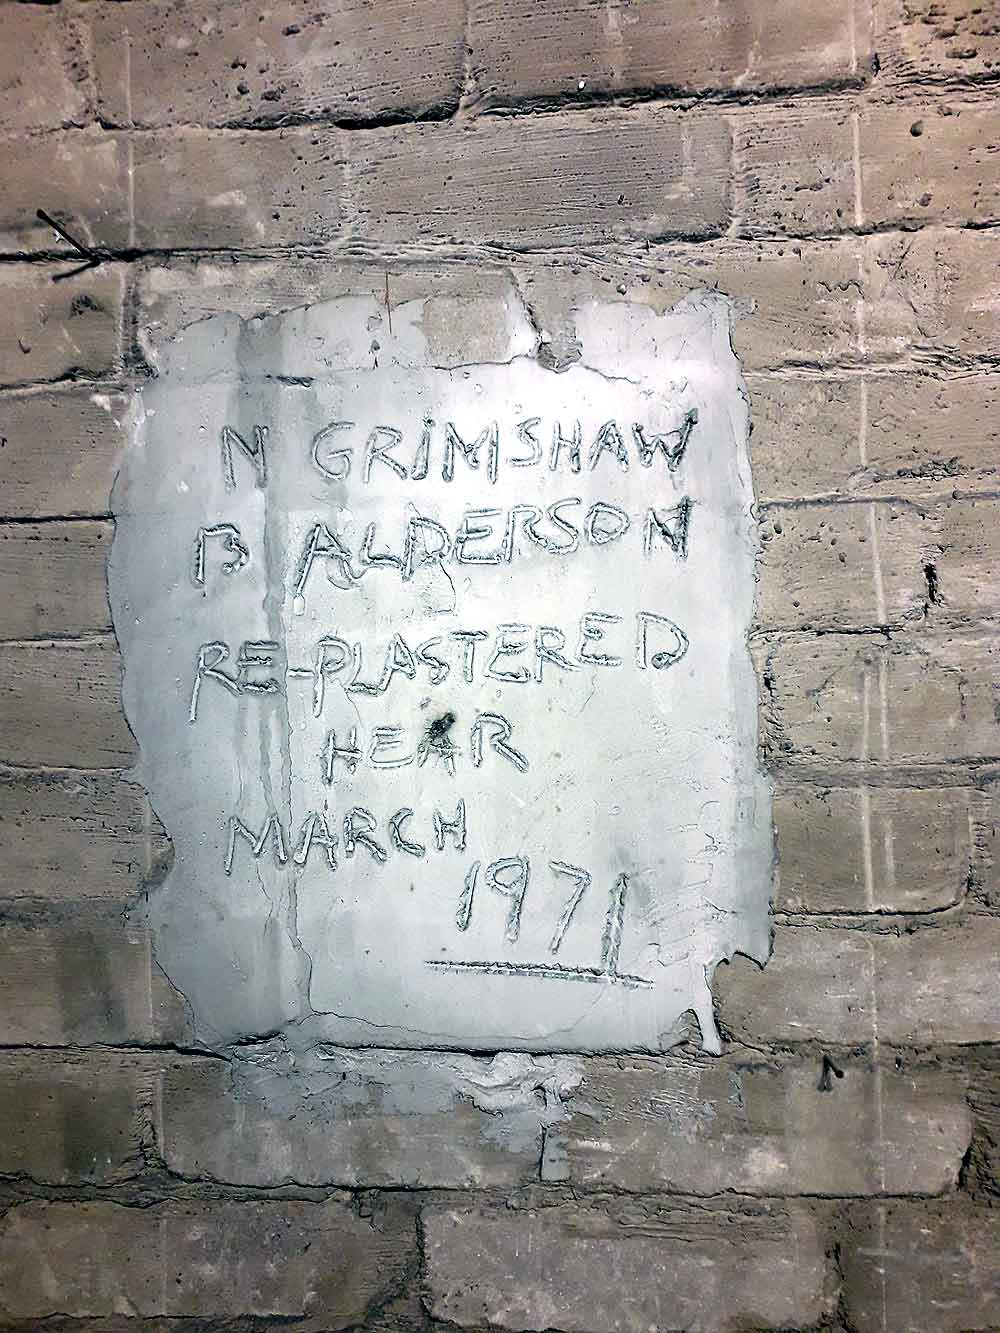 N GRIMSHAW
B ALDERSON
RE-PLASTERED
HEAR
MARCH
1971